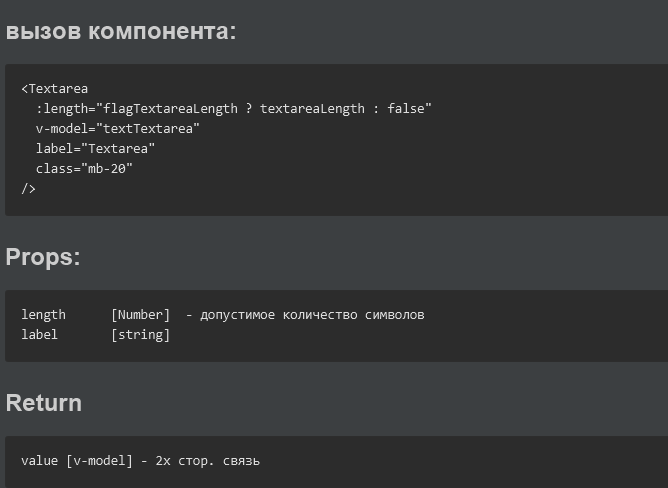 вызов компонента:
<Textarea
  :length="flagTextareaLength ? textareaLength : false"
  v-model="textTextarea"
  label="Textarea"
  class="mb-20"
/>
Props:
length      [Number]  - допустимое количество символов
label       [string]
Return
value [v-model] - 2х стор. связь